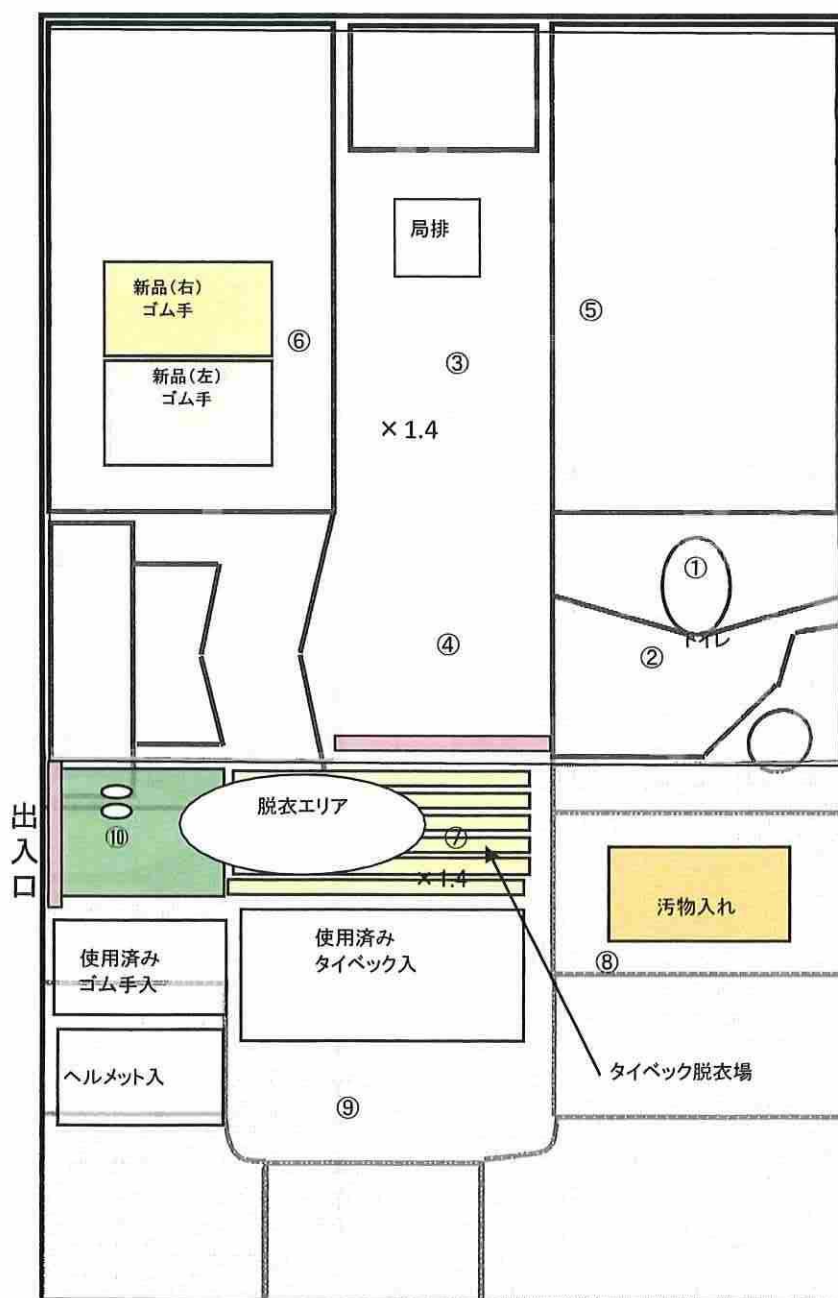 局排
新品(右)
ゴム手
⑥
新品(左)
ゴム手
③
⑤
×1.4
①
④
②
トイレ
出入口
⑩
脱衣エリア
⑦
×1.4
汚物入れ
使用済み
ゴム手入
使用済み
タイベック入
⑧
ヘルメット入
タイベック脱衣場
⑨